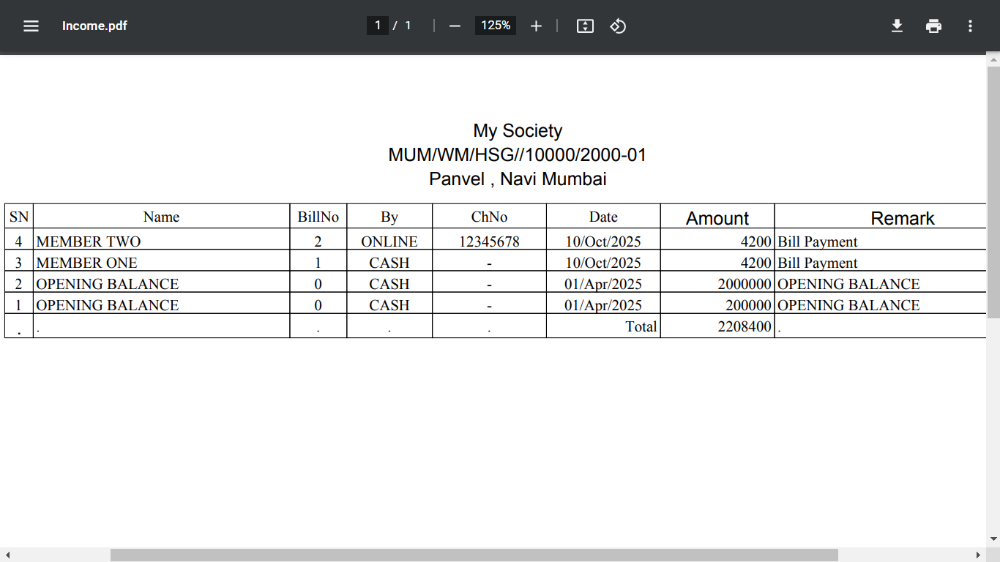 Income.pdf 1 / 1 125%
My Society
MUM/WM/HSG//10000/2000-01
Panvel , Navi Mumbai
SN Name BillNo By ChNo Date Amount Remark
4 MEMBER TWO 2 ONLINE 12345678 10/Oct/2025 4200 Bill Payment
3 MEMBER ONE 1 CASH - 10/Oct/2025 4200 Bill Payment
2 OPENING BALANCE 0 CASH - 01/Apr/2025 2000000 OPENING BALANCE
1 OPENING BALANCE 0 CASH - 01/Apr/2025 200000 OPENING BALANCE
. . . . . Total 2208400 .